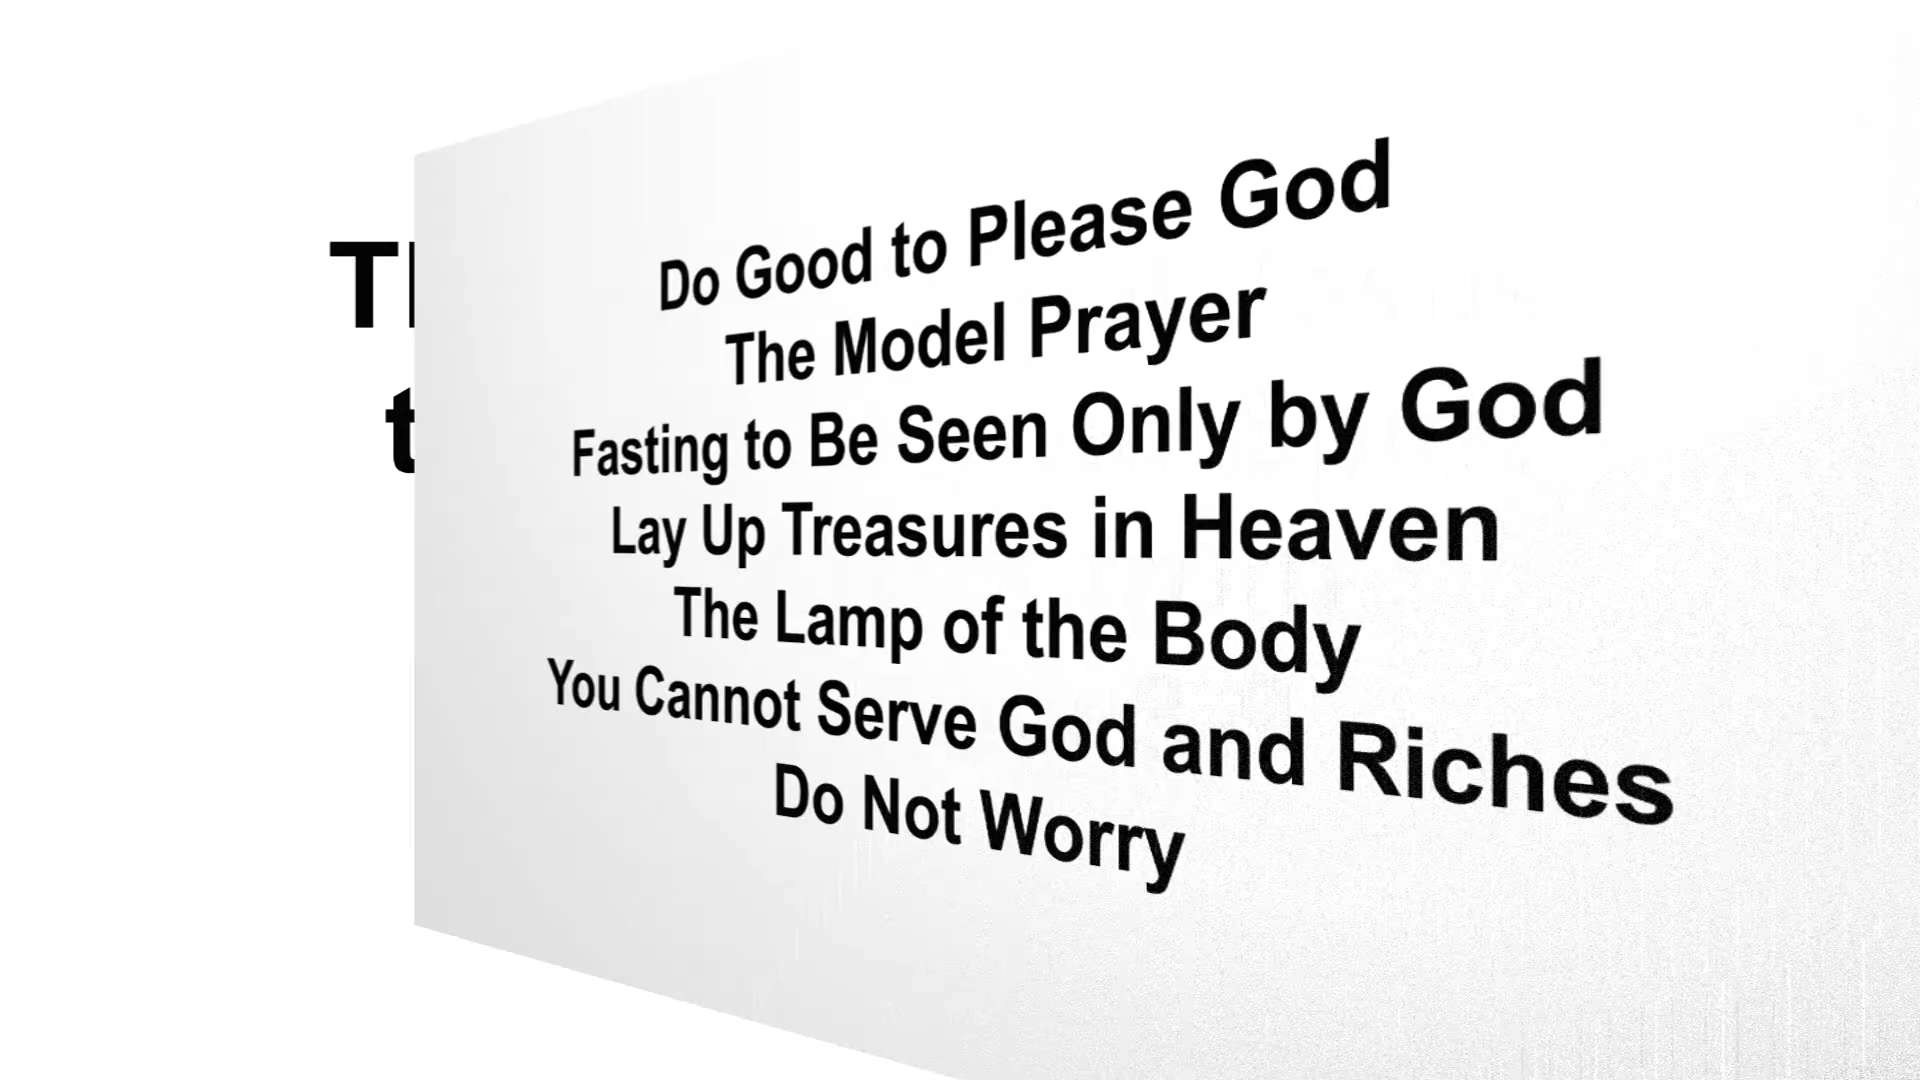 Do Good to Please God
The Model Prayer
Fasting to Be Seen Only by God
Lay Up Treasures in Heaven
The Lamp of the Body
You Cannot Serve God and Riches
Do Not Worry